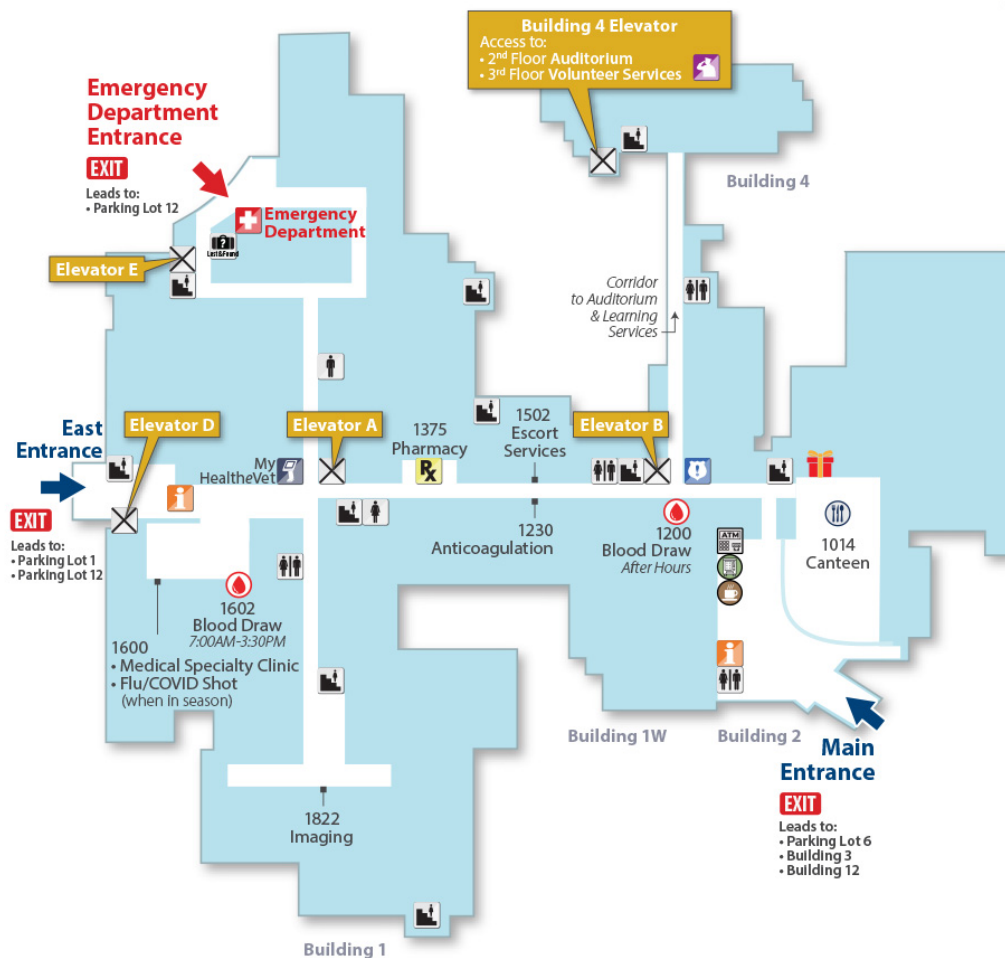 Building 4 Elevator
Access to:
• 2nd Floor Auditorium
• 3rd Floor Volunteer Services
Emergency
Department
Entrance
EXIT
Leads to:
• Parking Lot 12
Building 4
Emergency
Department
Lost&Found
Elevator E
Corridor
to Auditorium
& Learning
Services
East
Entrance
Elevator D
Elevator A
1375
Pharmacy
1502
Escort
Services
Elevator B
My
HealtheVet
Rx
EXIT
Leads to:
• Parking Lot 1
• Parking Lot 12
1230
Anticoagulation
1200
Blood Draw
After Hours
ATM
1014
Canteen
1602
Blood Draw
7:00AM-3:30PM
1600
• Medical Specialty Clinic
• Flu/COVID Shot
(when in season)
Building 1W
Building 2
Main
Entrance
EXIT
Leads to:
• Parking Lot 6
• Building 3
• Building 12
1822
Imaging
Building 1